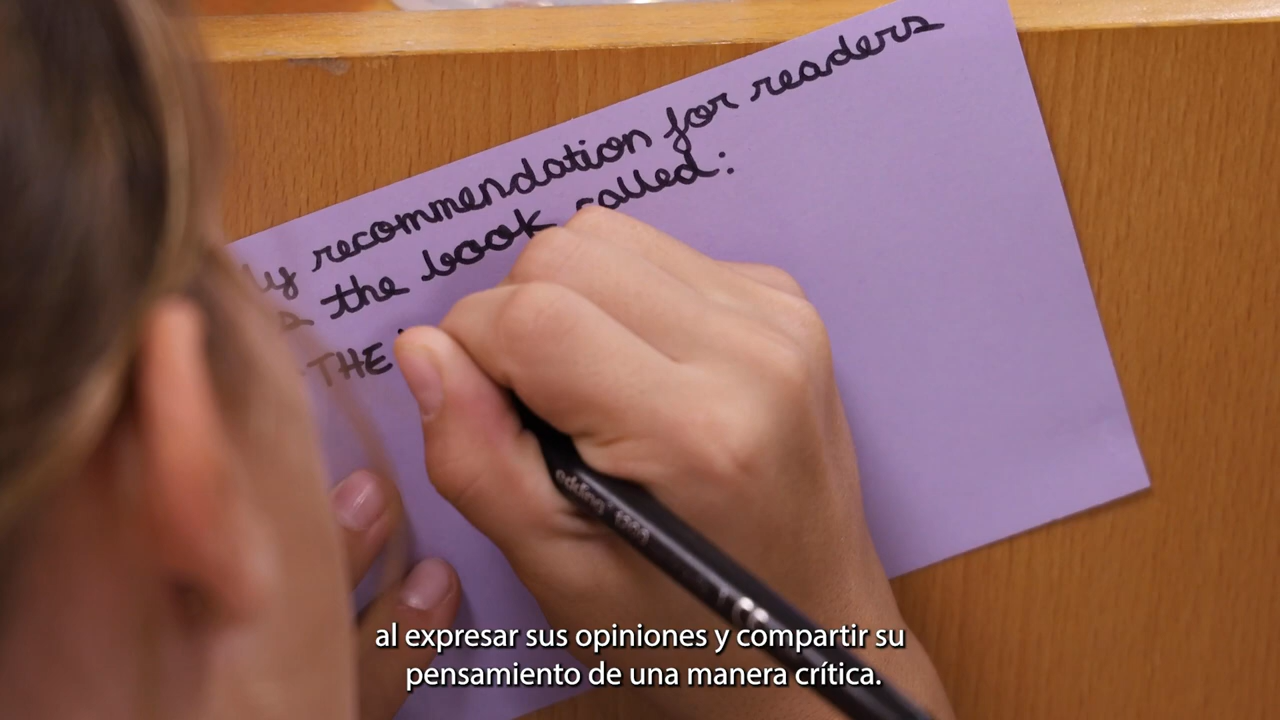 recommendation for readers
the book called:
THE
edding
al expresar sus opiniones y compartir su
pensamiento de una manera crítica.